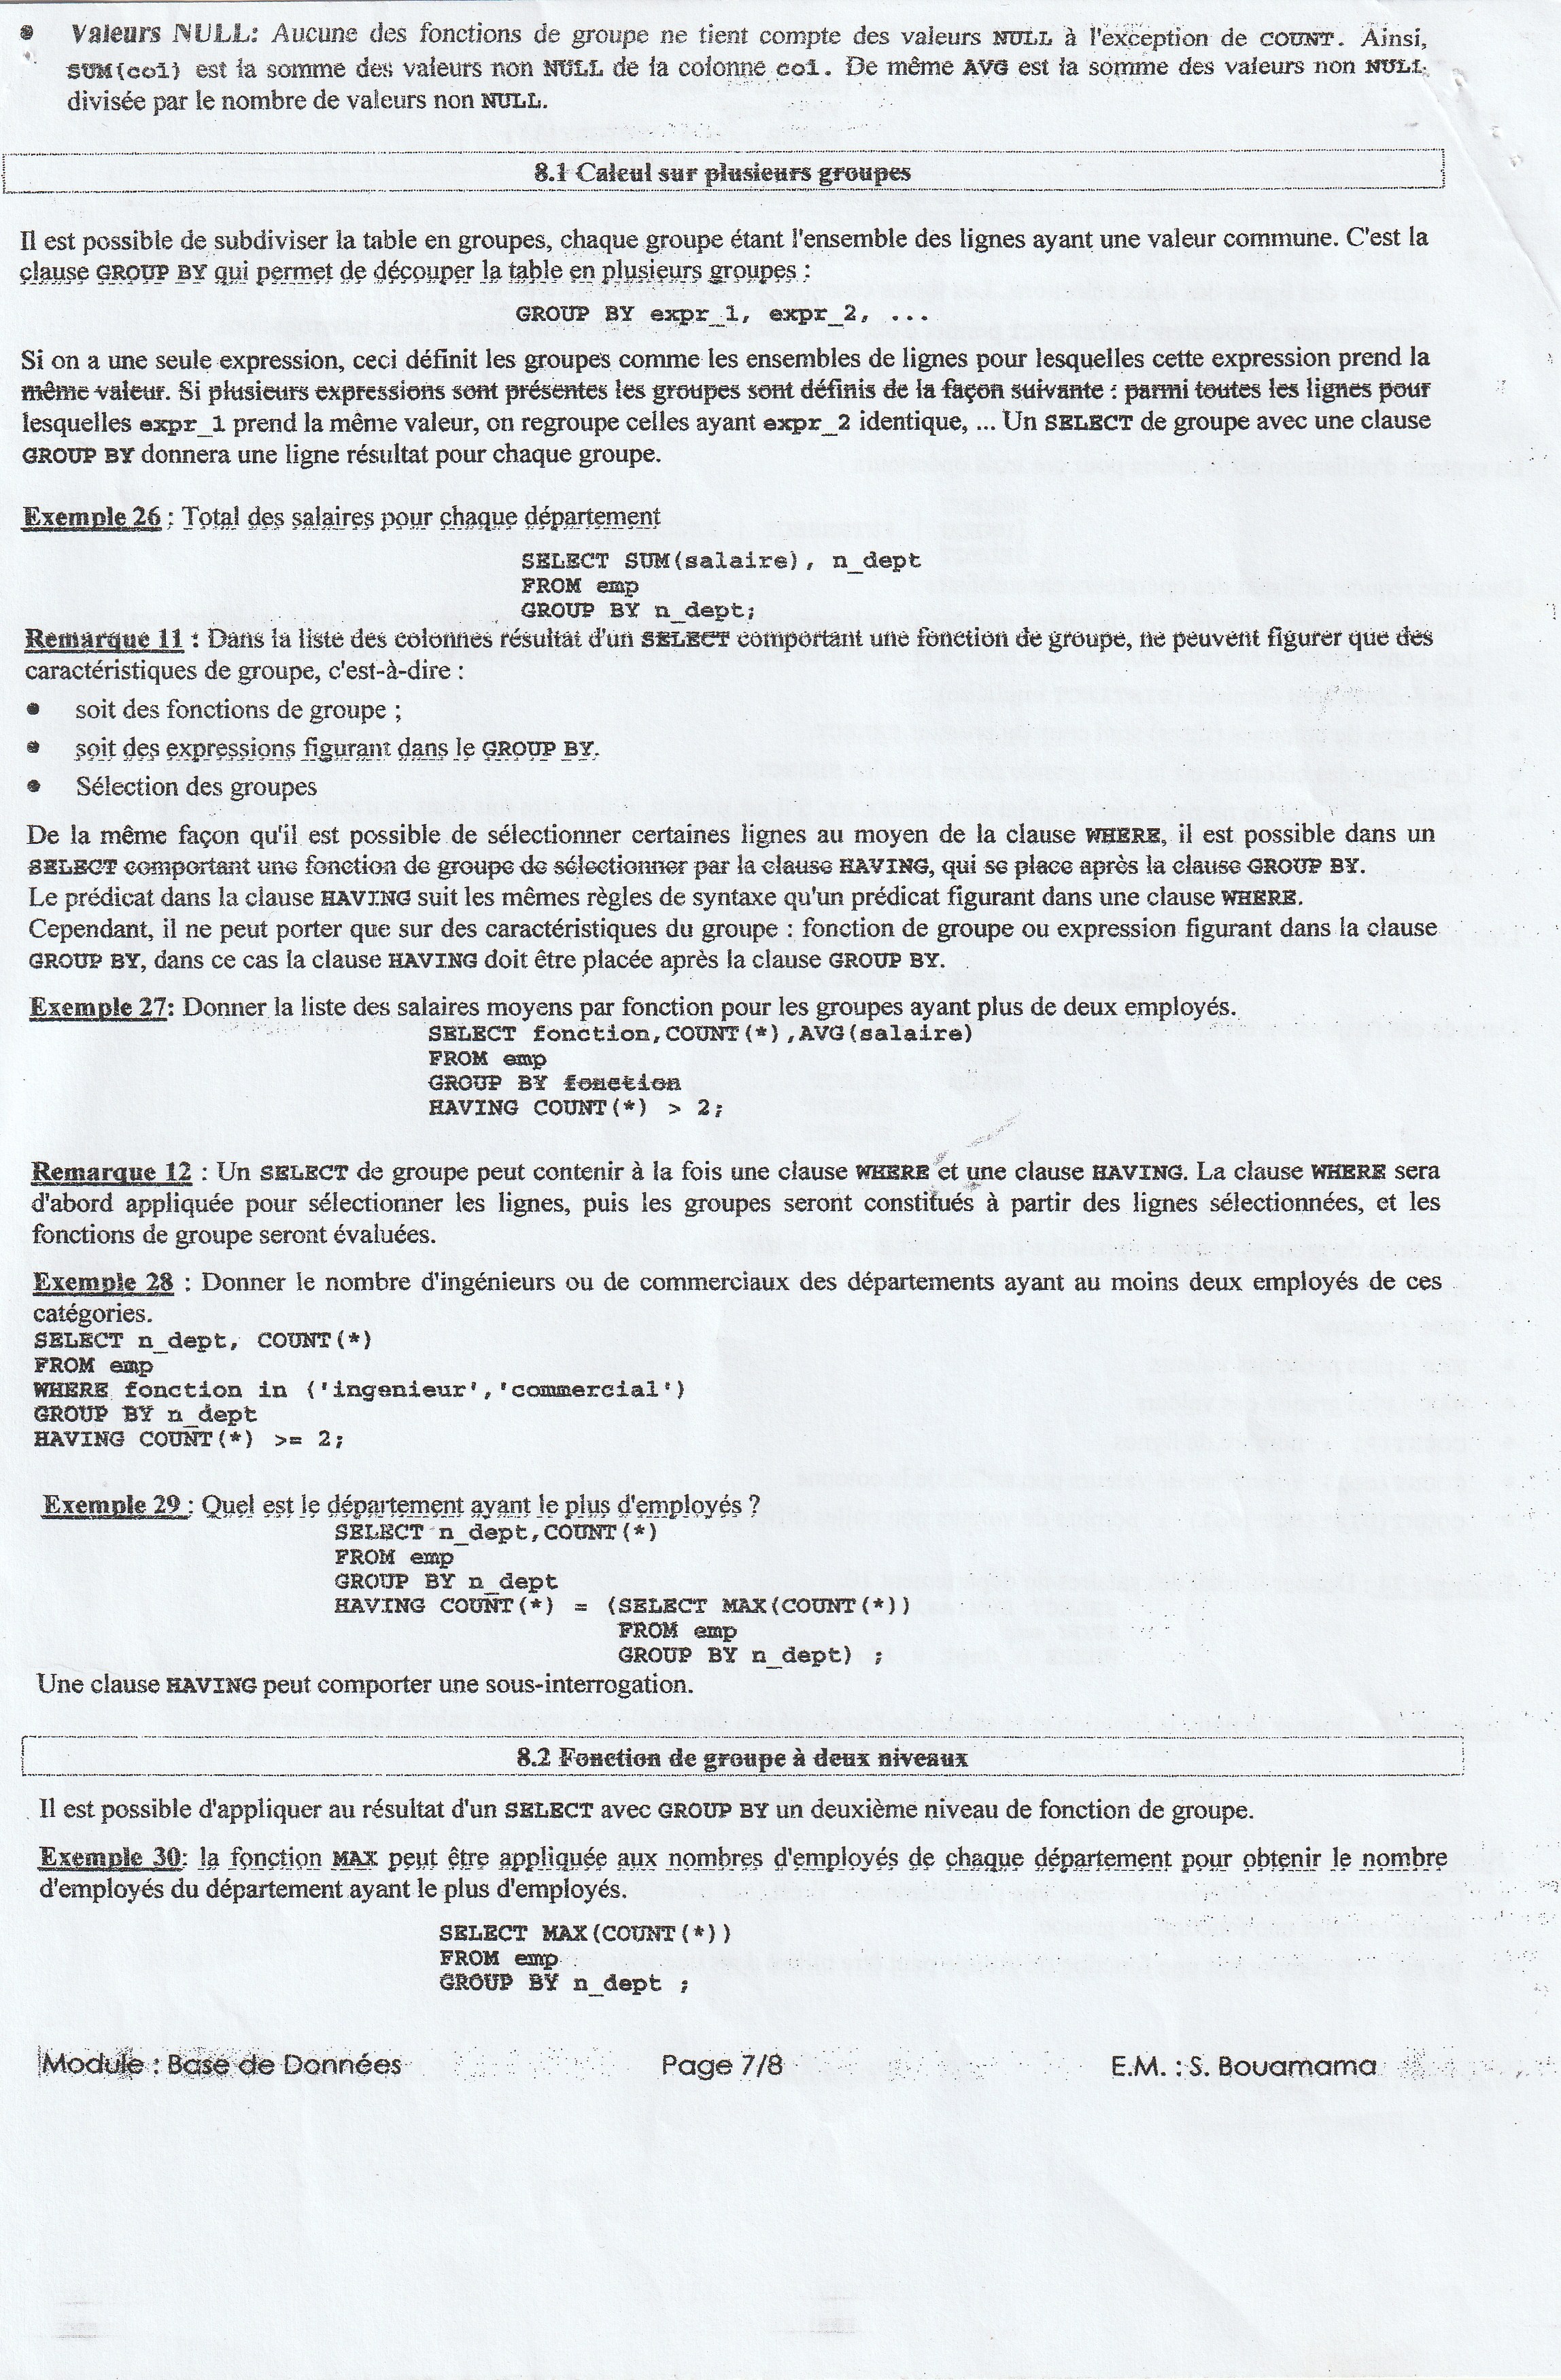 • Valeurs NULL: Aucune des fonctions de groupe ne tient compte des valeurs NULL à l'exception de COUNT. Ainsi,
SUM(col) est la somme des valeurs non NULL de la colonne col. De même AVG est la somme des valeurs non NULL
divisée par le nombre de valeurs non NULL.
8.1 Calcul sur plusieurs groupes
Il est possible de subdiviser la table en groupes, chaque groupe étant l'ensemble des lignes ayant une valeur commune. C'est la
clause GROUP BY qui permet de découper la table en plusieurs groupes :
GROUP BY expr_1, expr_2, ...
Si on a une seule expression, ceci définit les groupes comme les ensembles de lignes pour lesquelles cette expression prend la
même valeur. Si plusieurs expressions sont présentes les groupes sont définis de la façon suivante : parmi toutes les lignes pour
lesquelles expr_1 prend la même valeur, on regroupe celles ayant expr_2 identique, ... Un SELECT de groupe avec une clause
GROUP BY donnera une ligne résultat pour chaque groupe.
Exemple 26 : Total des salaires pour chaque département
SELECT SUM(salaire), n_dept
FROM emp
GROUP BY n_dept;
Remarque 11 : Dans la liste des colonnes résultat d'un SELECT comportant une fonction de groupe, ne peuvent figurer que des
caractéristiques de groupe, c'est-à-dire :
• soit des fonctions de groupe ;
• soit des expressions figurant dans le GROUP BY.
• Sélection des groupes
De la même façon qu'il est possible de sélectionner certaines lignes au moyen de la clause WHERE, il est possible dans un
SELECT comportant une fonction de groupe de sélectionner par la clause HAVING, qui se place après la clause GROUP BY.
Le prédicat dans la clause HAVING suit les mêmes règles de syntaxe qu'un prédicat figurant dans une clause WHERE.
Cependant, il ne peut porter que sur des caractéristiques du groupe : fonction de groupe ou expression figurant dans la clause
GROUP BY, dans ce cas la clause HAVING doit être placée après la clause GROUP BY.
Exemple 27: Donner la liste des salaires moyens par fonction pour les groupes ayant plus de deux employés.
SELECT fonction,COUNT(*),AVG(salaire)
FROM emp
GROUP BY fonction
HAVING COUNT(*) > 2;
Remarque 12 : Un SELECT de groupe peut contenir à la fois une clause WHERE et une clause HAVING. La clause WHERE sera
d'abord appliquée pour sélectionner les lignes, puis les groupes seront constitués à partir des lignes sélectionnées, et les
fonctions de groupe seront évaluées.
Exemple 28 : Donner le nombre d'ingénieurs ou de commerciaux des départements ayant au moins deux employés de ces
catégories.
SELECT n_dept, COUNT(*)
FROM emp
WHERE fonction in ('ingenieur','commercial')
GROUP BY n_dept
HAVING COUNT(*) >= 2;
Exemple 29 : Quel est le département ayant le plus d'employés ?
SELECT n_dept,COUNT(*)
FROM emp
GROUP BY n_dept
HAVING COUNT(*) = (SELECT MAX(COUNT(*))
FROM emp
GROUP BY n_dept) ;
Une clause HAVING peut comporter une sous-interrogation.
8.2 Fonction de groupe à deux niveaux
Il est possible d'appliquer au résultat d'un SELECT avec GROUP BY un deuxième niveau de fonction de groupe.
Exemple 30: la fonction MAX peut être appliquée aux nombres d'employés de chaque département pour obtenir le nombre
d'employés du département ayant le plus d'employés.
SELECT MAX(COUNT(*))
FROM emp
GROUP BY n_dept ;
Module : Base de Données Page 7/8 E.M. : S. Bouamama